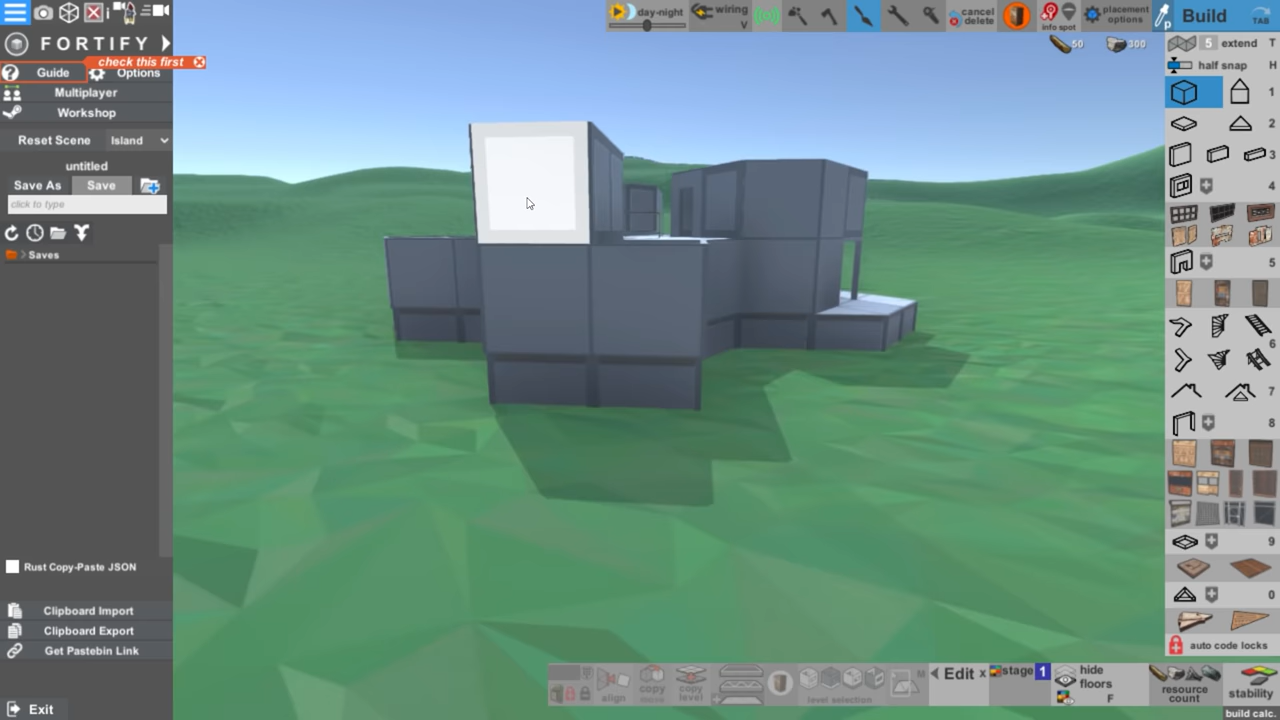 day-night
wiring
V
cancel
delete
info spot
placement
options
p
Build
TAB
FORTIFY
50
300
5 extend T
check this first
Guide
Options
half snap H
Multiplayer
1
Workshop
2
Reset Scene
Island
3
untitled
Save As
Save
4
click to type
Saves
5
6
7
8
9
Rust Copy-Paste JSON
0
Clipboard Import
Clipboard Export
auto code locks
Get Pastebin Link
align
copy
move
copy
level
level selection
M
Edit x
stage 1
hide
floors
F
resource
count
stability
Exit
build calc.